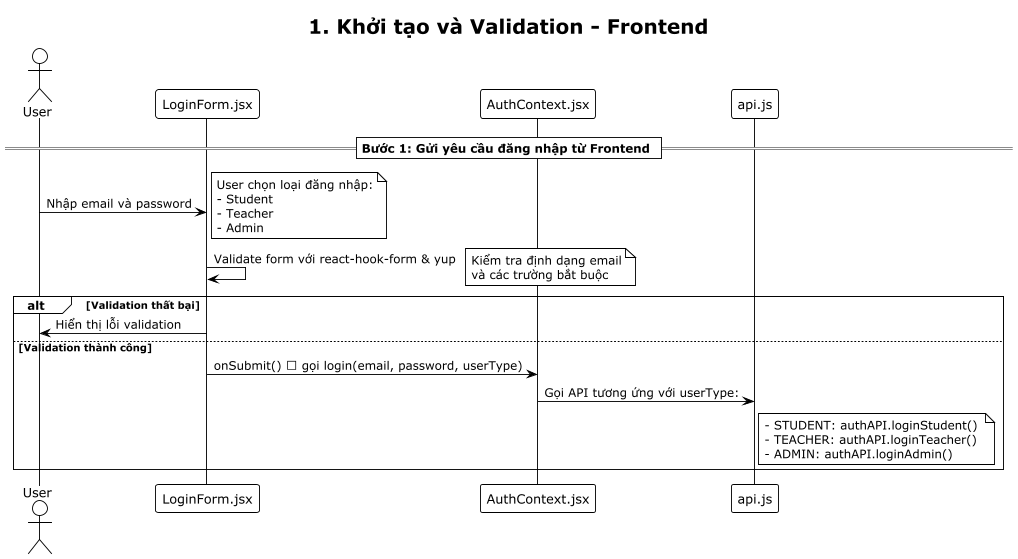 1. Khởi tạo và Validation - Frontend
User
LoginForm.jsx
AuthContext.jsx
api.js
Bước 1: Gửi yêu cầu đăng nhập từ Frontend
Nhập email và password
User chọn loại đăng nhập:
- Student
- Teacher
- Admin
Validate form với react-hook-form & yup
Kiểm tra định dạng email
và các trường bắt buộc
alt
[Validation thất bại]
Hiển thị lỗi validation
[Validation thành công]
onSubmit() □ gọi login(email, password, userType)
Gọi API tương ứng với userType:
- STUDENT: authAPI.loginStudent()
- TEACHER: authAPI.loginTeacher()
- ADMIN: authAPI.loginAdmin()
User
LoginForm.jsx
AuthContext.jsx
api.js